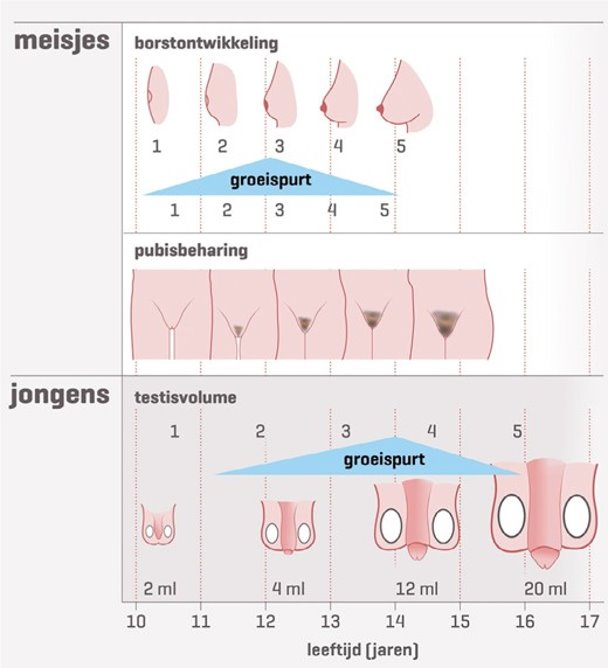 meisjes
borstontwikkeling
1 2 3 4 5
groeispurt
1 2 3 4 5
pubisbeharing
jongens
testisvolume
1 2 3 4 5
groeispurt
2 ml 4 ml 12 ml 20 ml
10 11 12 13 14 15 16 17
leeftijd (jaren)